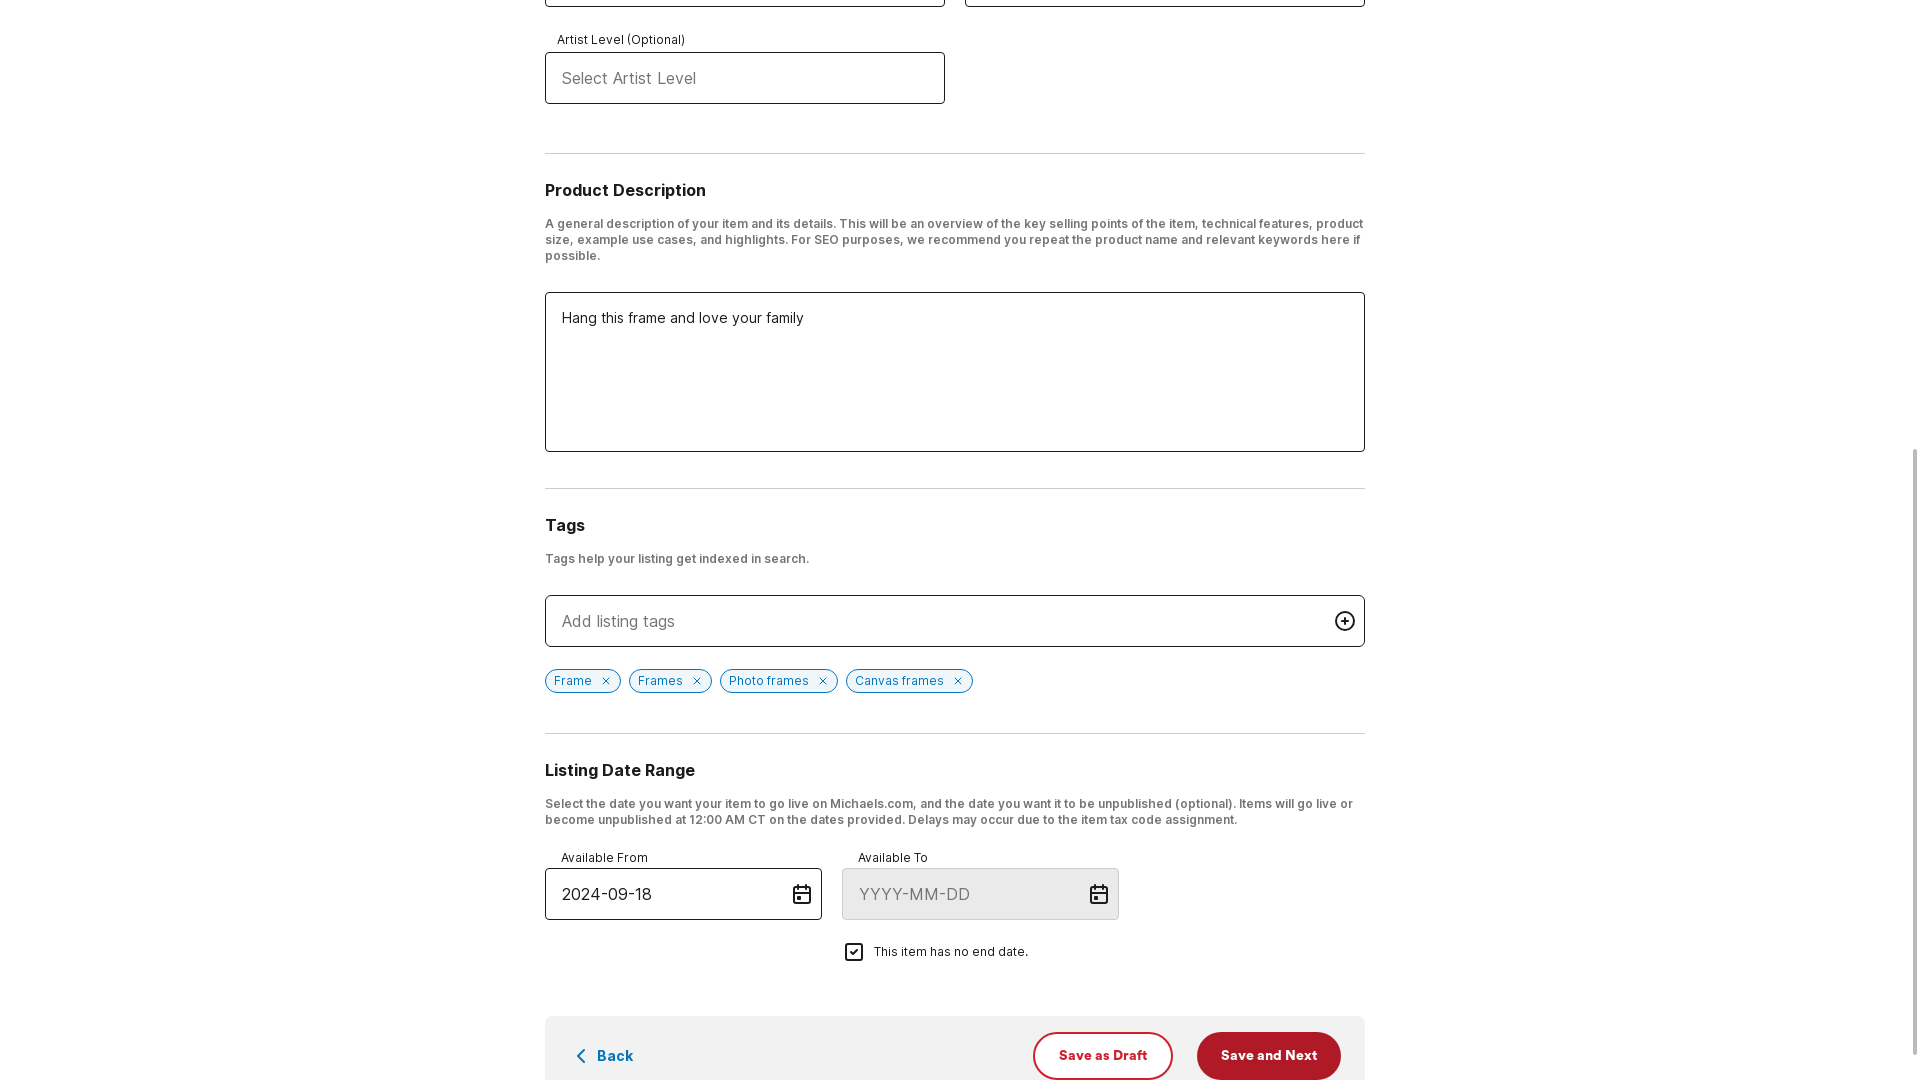 Artist Level (Optional)
Select Artist Level
Product Description
A general description of your item and its details. This will be an overview of the key selling points of the item, technical features, product
size, example use cases, and highlights. For SEO purposes, we recommend you repeat the product name and relevant keywords here if
possible.
Hang this frame and love your family
Tags
Tags help your listing get indexed in search.
Add listing tags
Frame Frames Photo frames Canvas frames
Listing Date Range
Select the date you want your item to go live on Michaels.com, and the date you want it to be unpublished (optional). Items will go live or
become unpublished at 12:00 AM CT on the dates provided. Delays may occur due to the item tax code assignment.
Available From Available To
2024-09-18 YYYY-MM-DD
This item has no end date.
Back Save as Draft Save and Next